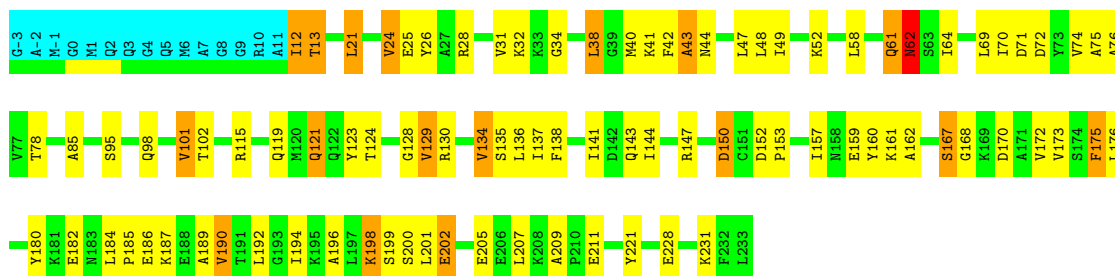 G-3 A-2 M-1 G0 M1 Q2 Q3 G4 Q5 M6 A7 G8 G9 R10 A11 I12 T13 L21 V24 E25 Y26 A27 R28 V31 K32 K33 G34 L38 G39 M40 K41 F42 A43 N44 L47 L48 I49 K52 L58 Q61 N62 S63 I64 L69 I70 D71 D72 Y73 V74 A75 A76
V77 T78 A85 S95 Q98 V101 T102 R115 Q119 M120 Q121 Q122 Y123 T124 G128 V129 R130 V134 S135 L136 I137 F138 I141 D142 Q143 I144 R147 D150 C151 D152 P153 I157 N158 E159 Y160 K161 A162 S167 G168 K169 D170 A171 V172 V173 S174 F175 L176
Y180 K181 E182 N183 L184 P185 E186 K187 E188 A189 V190 T191 L192 G193 I194 K195 A196 L197 K198 S199 S200 L201 E202 E205 E206 L207 K208 A209 P210 E211 Y221 E228 K231 F232 L233